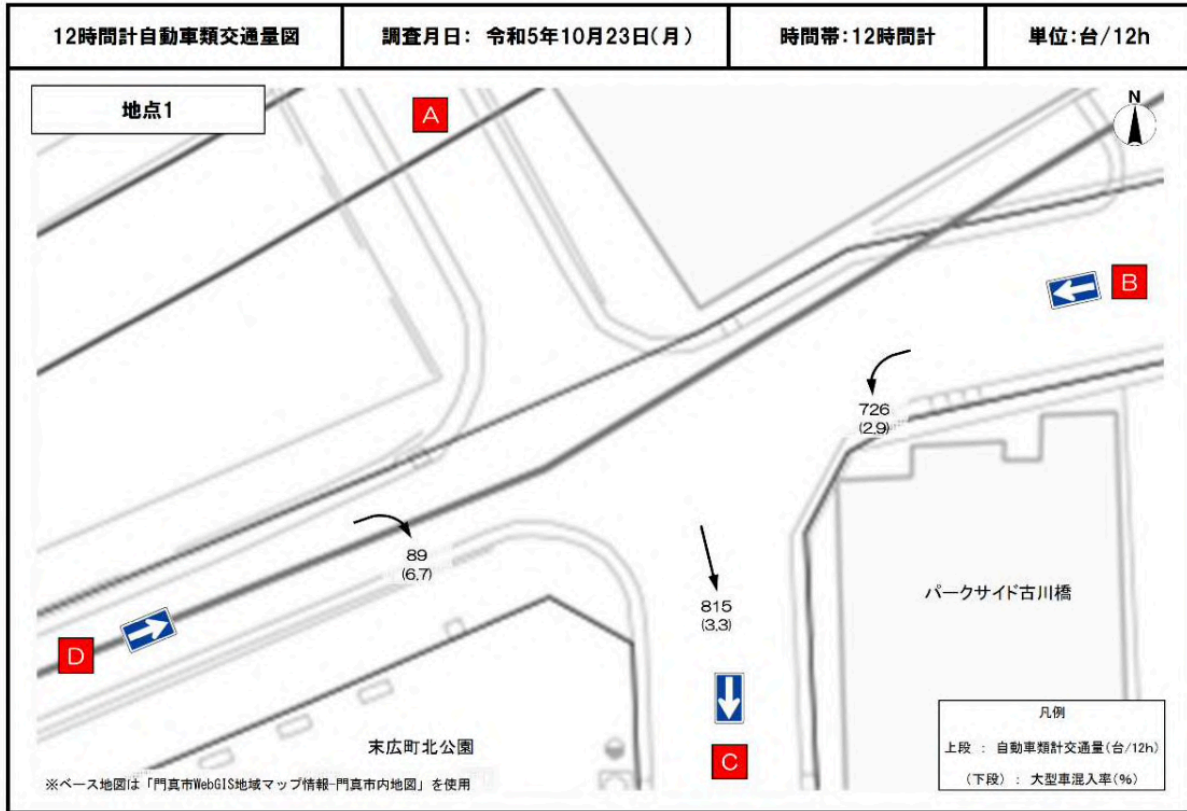 12時間計自動車類交通量図
調査月日: 令和5年10月23日(月)
時間帯:12時間計
単位:台/12h
地点1
A
N
B
726
(2.9)
89
(6.7)
815
(3.3)
パークサイド古川橋
D
末広町北公園
C
凡例
上段 : 自動車類計交通量(台/12h)
(下段) : 大型車混入率(%)
※ベース地図は「門真市WebGIS地域マップ情報-門真市内地図」を使用